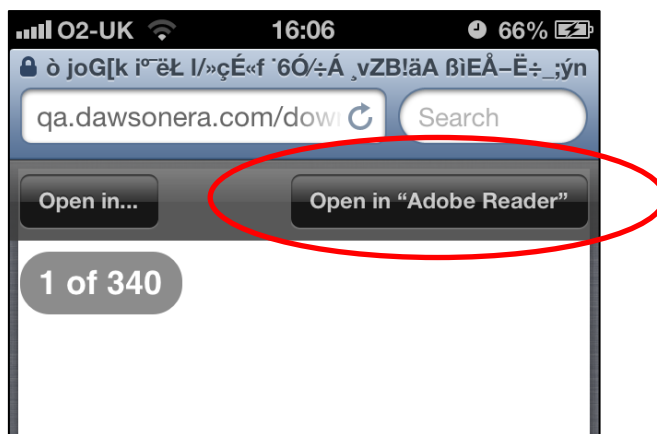 O2-UK 16:06 66%
ò joG[k iº¯ëŁ I/»çÉ«f ˙6Ó⁄÷Á ¸vZB!äA ßìEÅ–Ë÷_;ýn
qa.dawsonera.com/dow Search
Open in... Open in “Adobe Reader”
1 of 340